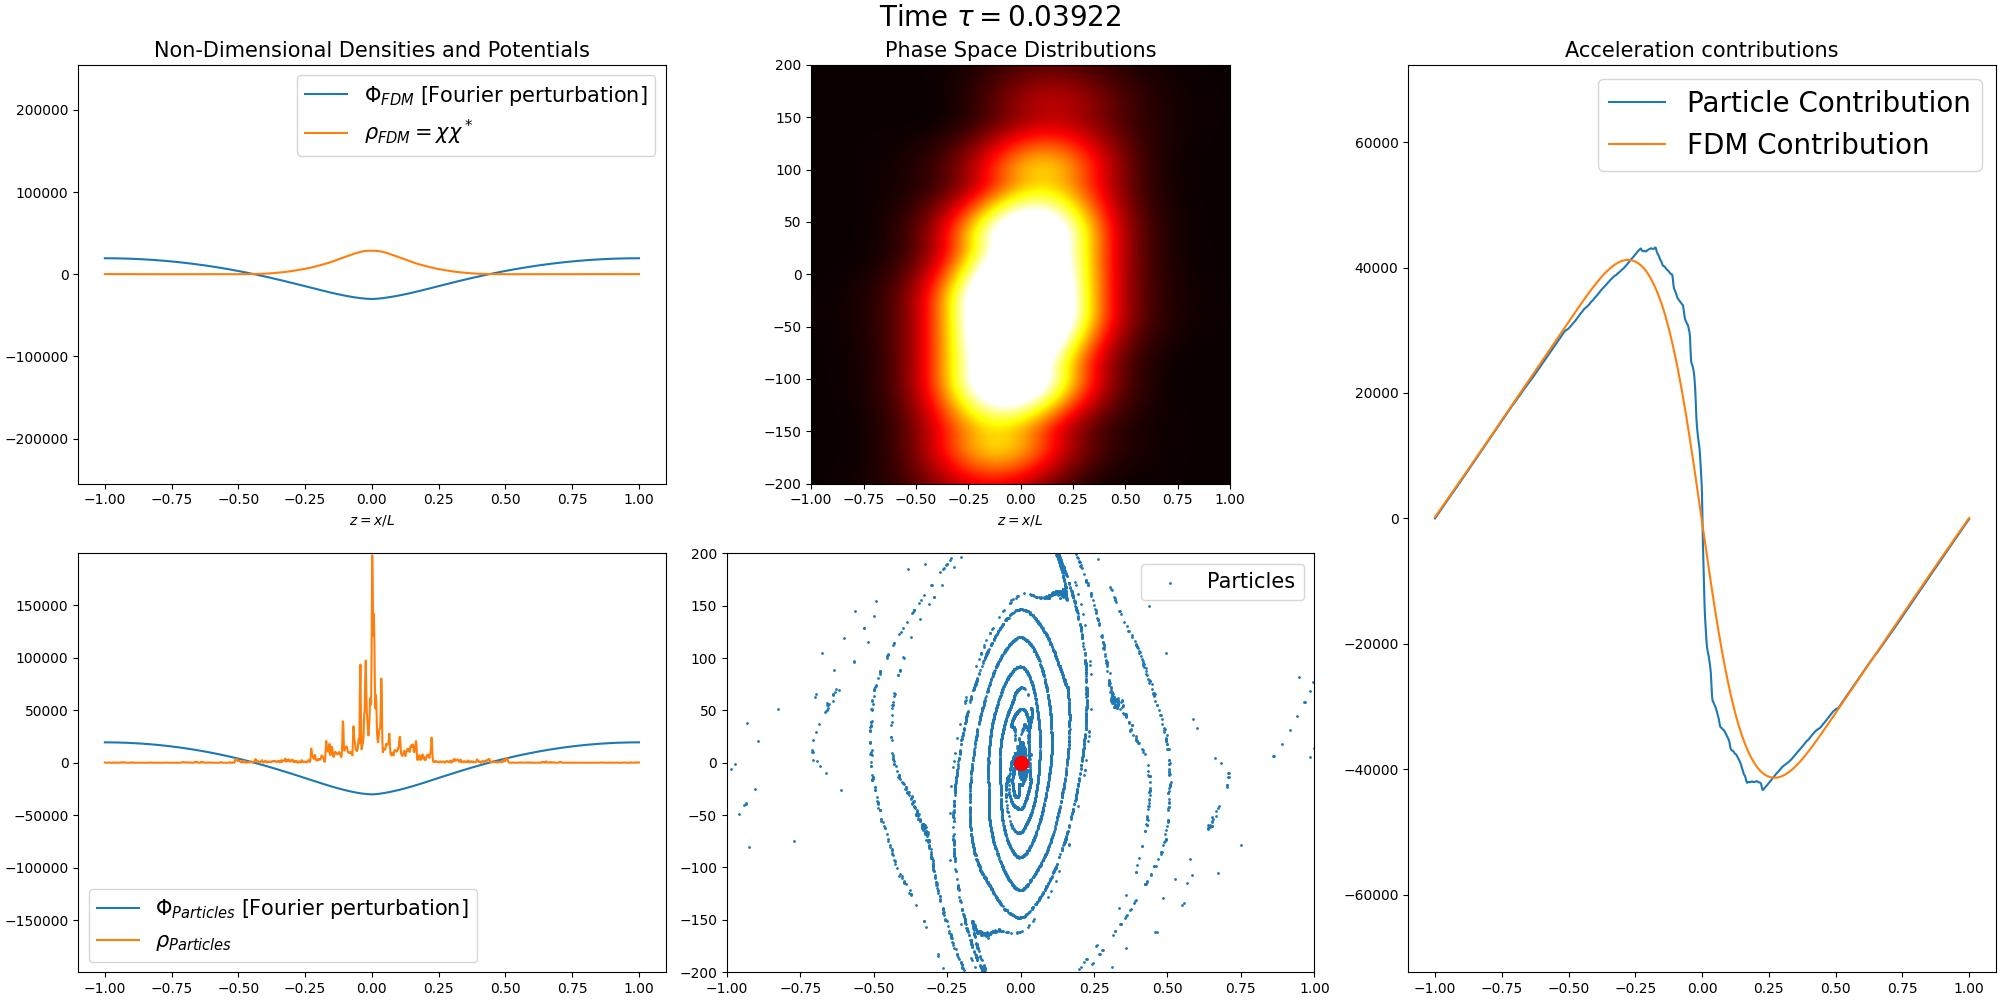 Time τ = 0.03922
Non-Dimensional Densities and Potentials
Φ_FDM [Fourier perturbation]
ρ_FDM = χχ*
200000
100000
0
−100000
−200000
−1.00 −0.75 −0.50 −0.25 0.00 0.25 0.50 0.75 1.00
z = x/L
Phase Space Distributions
200
150
100
50
0
−50
−100
−150
−200
−1.00 −0.75 −0.50 −0.25 0.00 0.25 0.50 0.75 1.00
z = x/L
Acceleration contributions
Particle Contribution
FDM Contribution
60000
40000
20000
0
−20000
−40000
−60000
−1.00 −0.75 −0.50 −0.25 0.00 0.25 0.50 0.75 1.00
150000
100000
50000
0
−50000
−100000
−150000
Φ_Particles [Fourier perturbation]
ρ_Particles
−1.00 −0.75 −0.50 −0.25 0.00 0.25 0.50 0.75 1.00
Particles
200
150
100
50
0
−50
−100
−150
−200
−1.00 −0.75 −0.50 −0.25 0.00 0.25 0.50 0.75 1.00